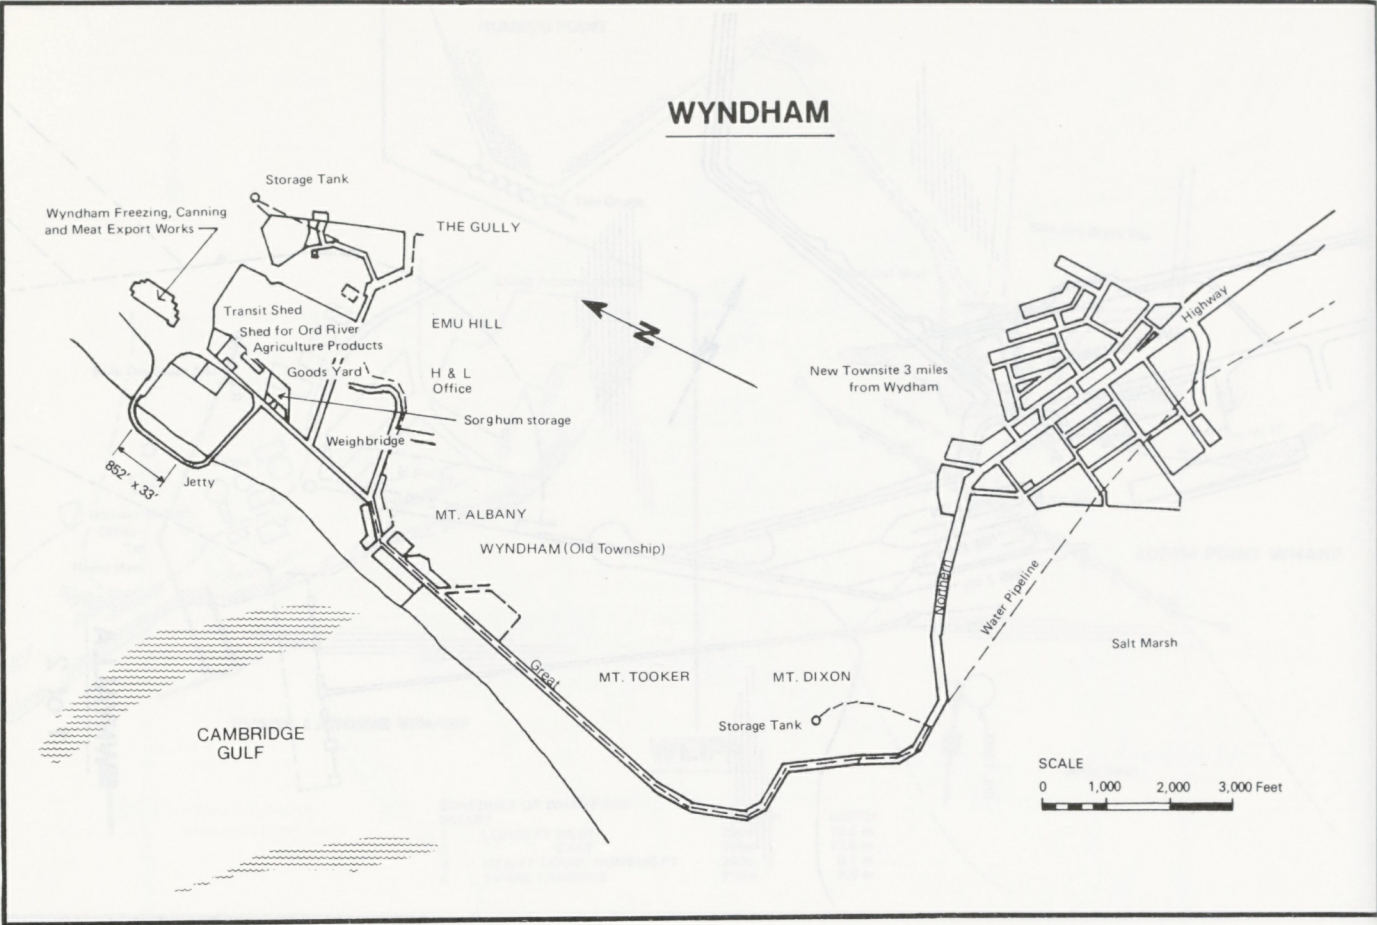 WYNDHAM
Storage Tank
Wyndham Freezing, Canning
and Meat Export Works
THE GULLY
Transit Shed
Shed for Ord River
Agriculture Products
EMU HILL
Goods Yard
H & L
Office
N
New Townsite 3 miles
from Wydham
Highway
Sorghum storage
Weighbridge
852' x 33'
Jetty
MT. ALBANY
WYNDHAM (Old Township)
Northern
Water Pipeline
Salt Marsh
Great
MT. TOOKER
MT. DIXON
Storage Tank
CAMBRIDGE
GULF
SCALE
0 1,000 2,000 3,000 Feet